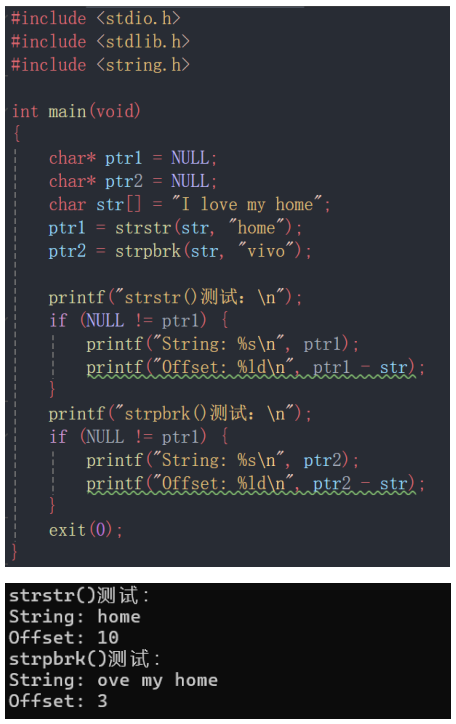 #include <stdio.h>
#include <stdlib.h>
#include <string.h>
int main(void)
{
char* ptr1 = NULL;
char* ptr2 = NULL;
char str[] = "I love my home";
ptr1 = strstr(str, "home");
ptr2 = strpbrk(str, "vivo");
printf("strstr()测试：\n");
if (NULL != ptr1) {
printf("String: %s\n", ptr1);
printf("Offset: %ld\n", ptr1 - str);
}
printf("strpbrk()测试：\n");
if (NULL != ptr1) {
printf("String: %s\n", ptr2);
printf("Offset: %ld\n", ptr2 - str);
}
exit(0);
}
strstr()测试：
String: home
Offset: 10
strpbrk()测试：
String: ove my home
Offset: 3